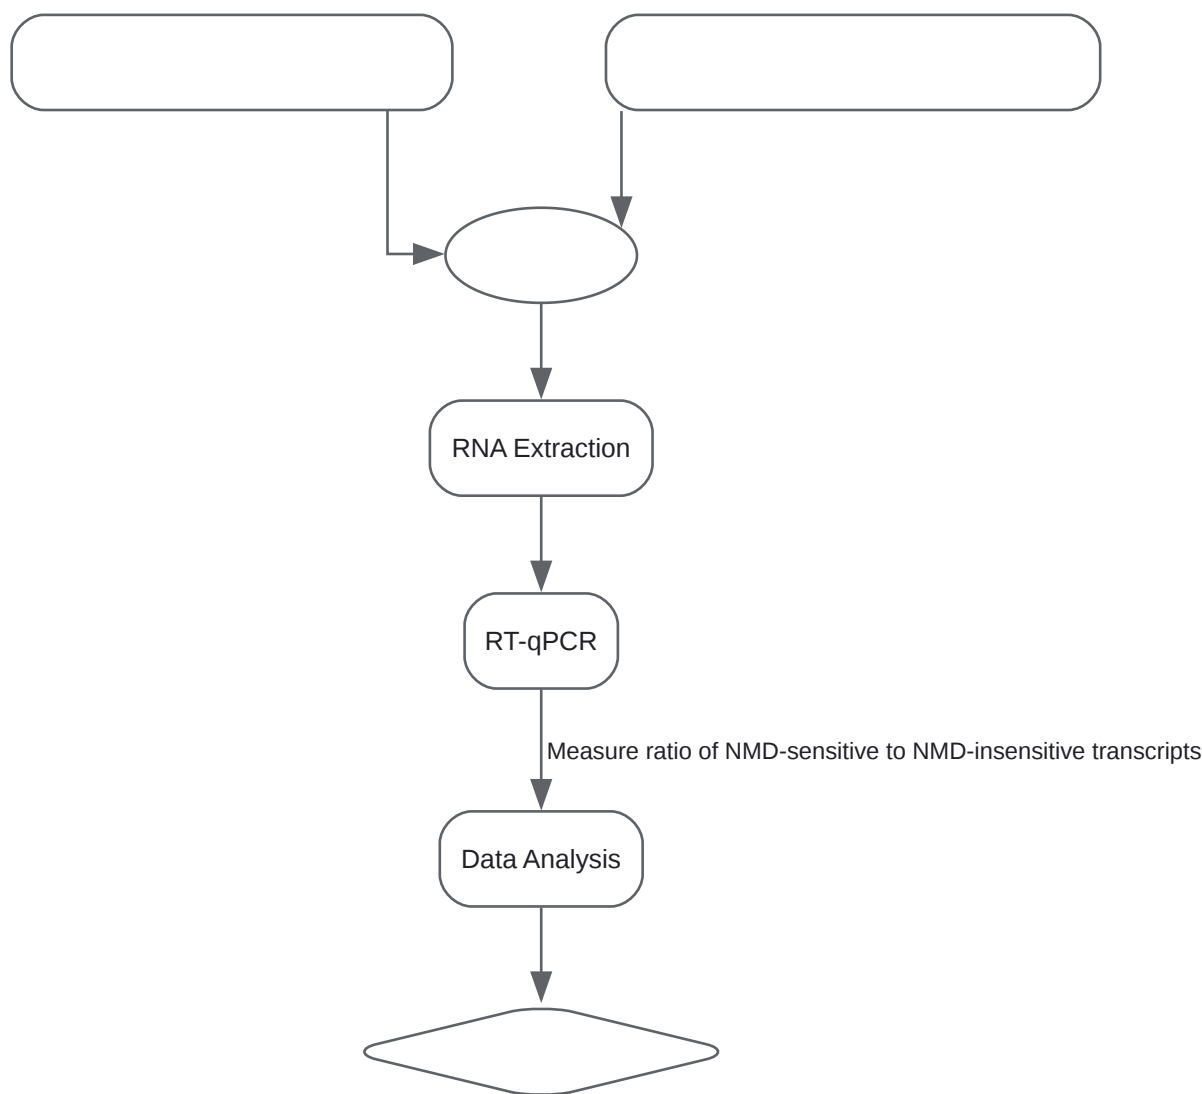 RNA Extraction
RT-qPCR
Measure ratio of NMD-sensitive to NMD-insensitive transcripts
Data Analysis